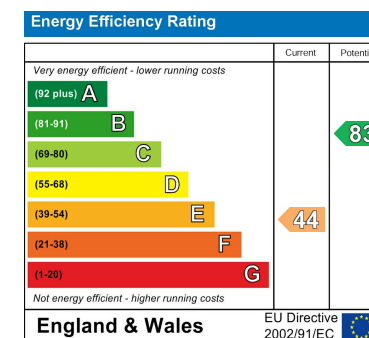 Energy Efficiency Rating
Current Potenti
Very energy efficient - lower running costs
(92 plus) A
(81-91) B
83
(69-80) C
(55-68) D
(39-54) E
44
(21-38) F
(1-20) G
Not energy efficient - higher running costs
England & Wales
EU Directive
2002/91/EC